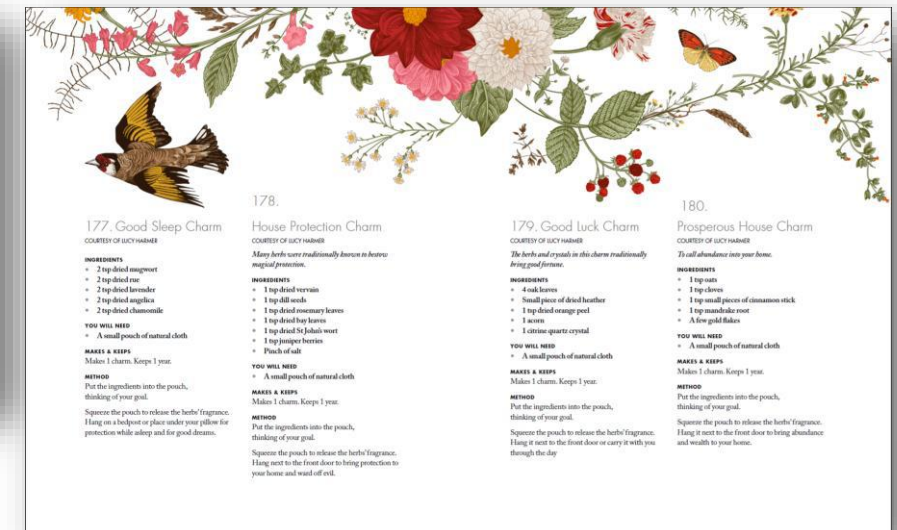 177. Good Sleep Charm
COURTESY OF LUCY HARMER
INGREDIENTS
• 2 tsp dried mugwort
• 2 tsp dried rue
• 2 tsp dried lavender
• 2 tsp dried angelica
• 2 tsp dried chamomile
YOU WILL NEED
• A small pouch of natural cloth
MAKES & KEEPS
Makes 1 charm. Keeps 1 year.
METHOD
Put the ingredients into the pouch,
thinking of your goal.
Squeeze the pouch to release the herbs' fragrance.
Hang on a bedpost or place under your pillow for
protection while asleep and for good dreams.
178.
House Protection Charm
COURTESY OF LUCY HARMER
Many herbs were traditionally known to bestow
magical protection.
INGREDIENTS
• 1 tsp dried vervain
• 1 tsp dill seeds
• 1 tsp dried rosemary leaves
• 1 tsp dried bay leaves
• 1 tsp dried St John's wort
• 1 tsp juniper berries
• Pinch of salt
YOU WILL NEED
• A small pouch of natural cloth
MAKES & KEEPS
Makes 1 charm. Keeps 1 year.
METHOD
Put the ingredients into the pouch,
thinking of your goal.
Squeeze the pouch to release the herbs' fragrance.
Hang next to the front door to bring protection to
your home and ward off evil.
179. Good Luck Charm
COURTESY OF LUCY HARMER
The herbs and crystals in this charm traditionally
bring good fortune.
INGREDIENTS
• 4 oak leaves
• Small piece of dried heather
• 1 tsp dried orange peel
• 1 acorn
• 1 citrine quartz crystal
YOU WILL NEED
• A small pouch of natural cloth
MAKES & KEEPS
Makes 1 charm. Keeps 1 year.
METHOD
Put the ingredients into the pouch,
thinking of your goal.
Squeeze the pouch to release the herbs' fragrance.
Hang it next to the front door or carry it with you
through the day
180.
Prosperous House Charm
COURTESY OF LUCY HARMER
To call abundance into your home.
INGREDIENTS
• 1 tsp oats
• 1 tsp cloves
• 1 tsp small pieces of cinnamon stick
• 1 tsp mandrake root
• A few gold flakes
YOU WILL NEED
• A small pouch of natural cloth
MAKES & KEEPS
Makes 1 charm. Keeps 1 year.
METHOD
Put the ingredients into the pouch,
thinking of your goal.
Squeeze the pouch to release the herbs' fragrance.
Hang it next to the front door to bring abundance
and wealth to your home.